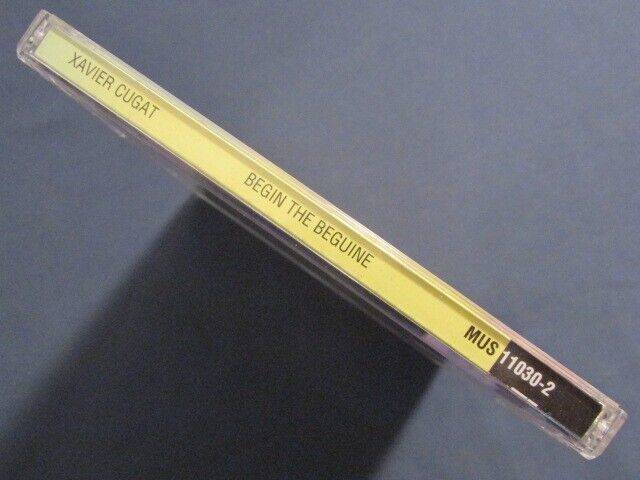 XAVIER CUGAT
BEGIN THE BEGUINE
MUS 11030-2